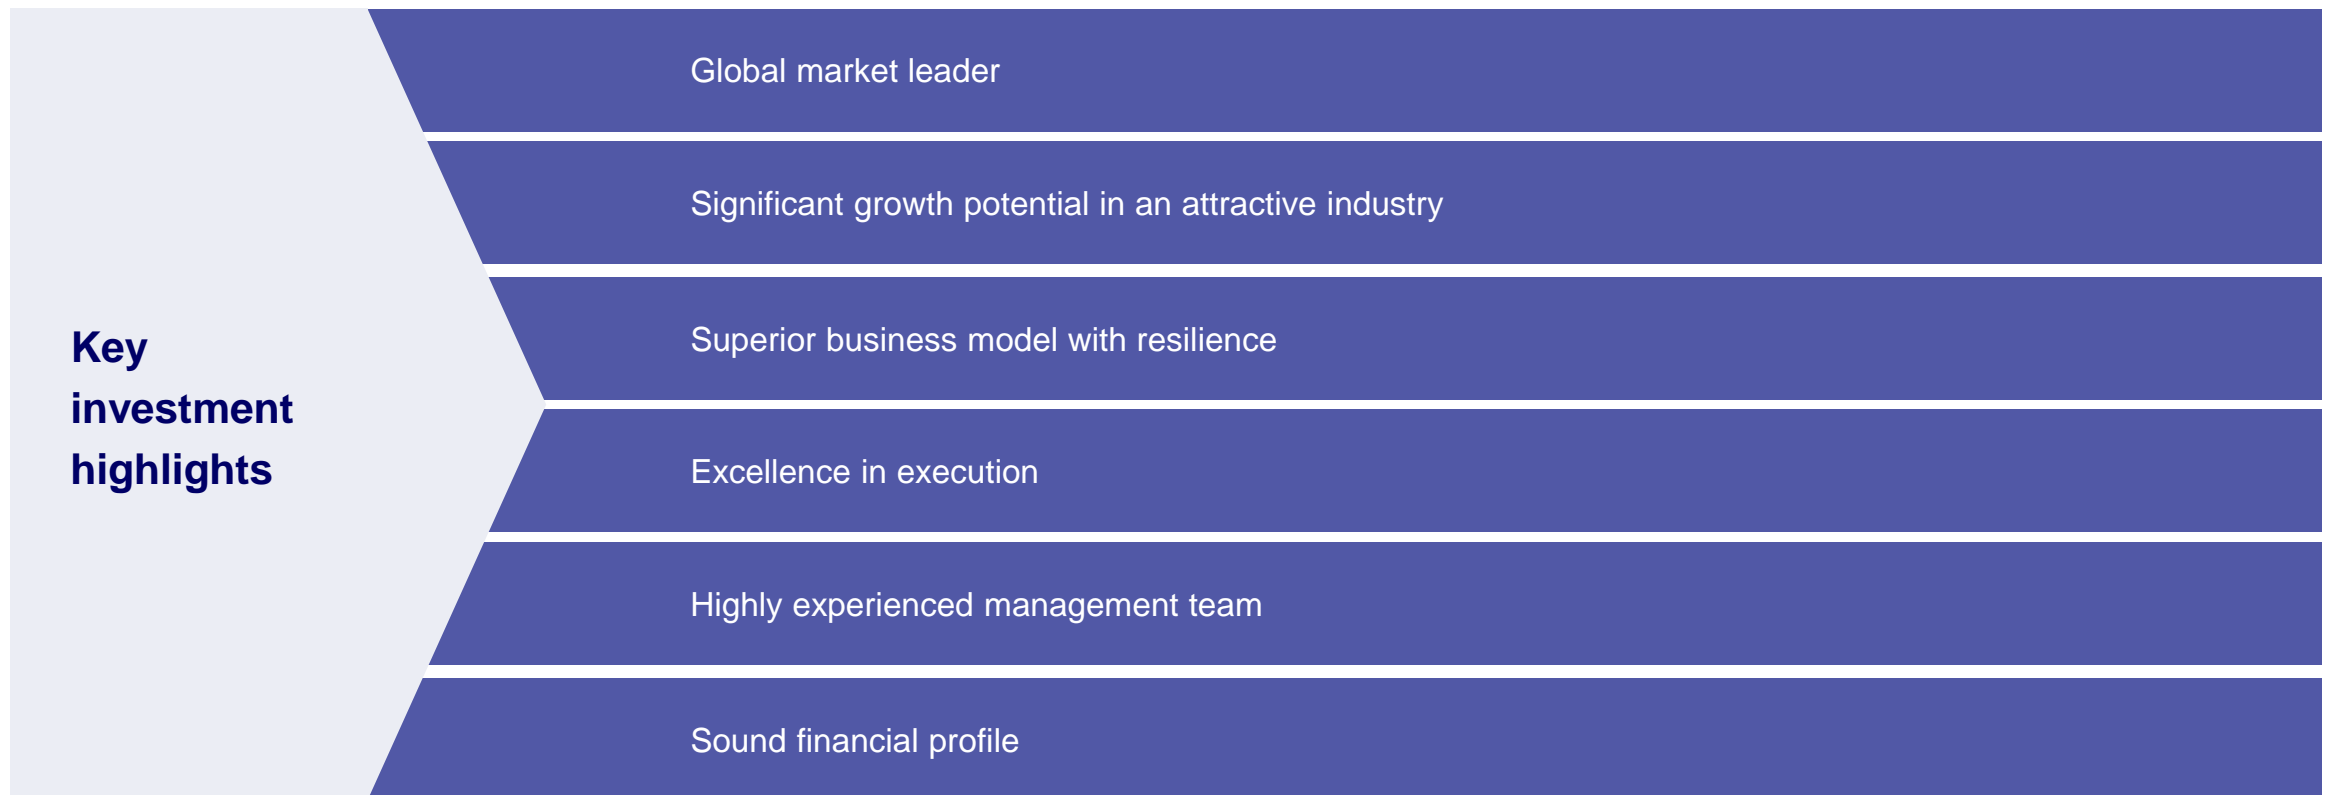 Key
investment
highlights
Global market leader
Significant growth potential in an attractive industry
Superior business model with resilience
Excellence in execution
Highly experienced management team
Sound financial profile